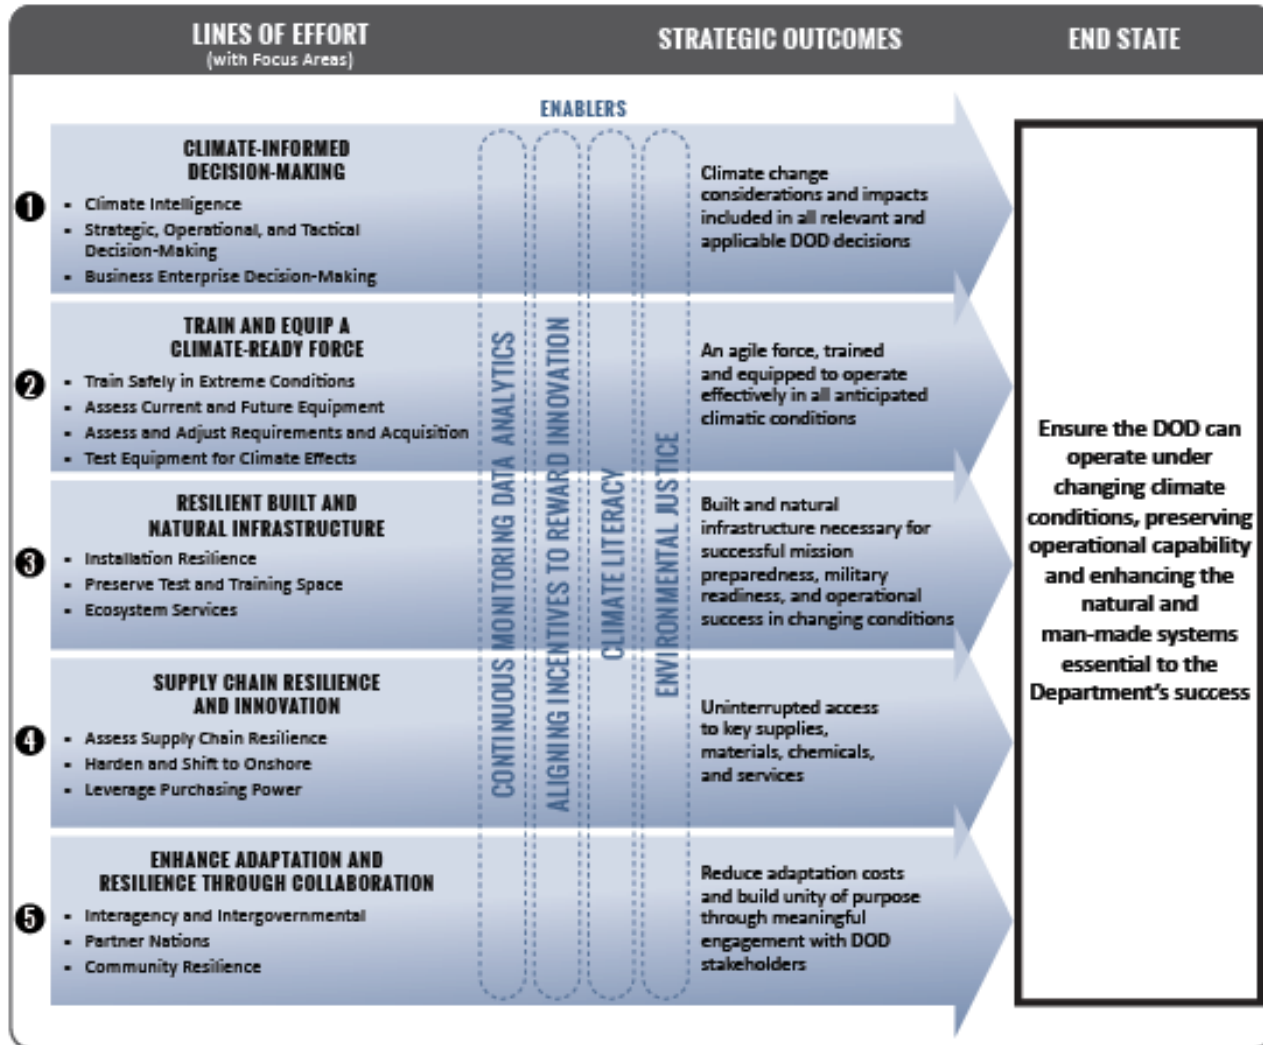 LINES OF EFFORT
(with Focus Areas)
STRATEGIC OUTCOMES
END STATE
ENABLERS
1
CLIMATE-INFORMED
DECISION-MAKING
▪ Climate Intelligence
▪ Strategic, Operational, and Tactical
Decision-Making
▪ Business Enterprise Decision-Making
Climate change
considerations and impacts
included in all relevant and
applicable DOD decisions
2
TRAIN AND EQUIP A
CLIMATE-READY FORCE
▪ Train Safely in Extreme Conditions
▪ Assess Current and Future Equipment
▪ Assess and Adjust Requirements and Acquisition
▪ Test Equipment for Climate Effects
An agile force, trained
and equipped to operate
effectively in all anticipated
climatic conditions
3
RESILIENT BUILT AND
NATURAL INFRASTRUCTURE
▪ Installation Resilience
▪ Preserve Test and Training Space
▪ Ecosystem Services
Built and natural
infrastructure necessary for
successful mission
preparedness, military
readiness, and operational
success in changing conditions
4
SUPPLY CHAIN RESILIENCE
AND INNOVATION
▪ Assess Supply Chain Resilience
▪ Harden and Shift to Onshore
▪ Leverage Purchasing Power
Uninterrupted access
to key supplies,
materials, chemicals,
and services
5
ENHANCE ADAPTATION AND
RESILIENCE THROUGH COLLABORATION
▪ Interagency and Intergovernmental
▪ Partner Nations
▪ Community Resilience
Reduce adaptation costs
and build unity of purpose
through meaningful
engagement with DOD
stakeholders
CONTINUOUS MONITORING DATA ANALYTICS
ALIGNING INCENTIVES TO REWARD INNOVATION
CLIMATE LITERACY
ENVIRONMENTAL JUSTICE
Ensure the DOD can
operate under
changing climate
conditions, preserving
operational capability
and enhancing the
natural and
man-made systems
essential to the
Department's success